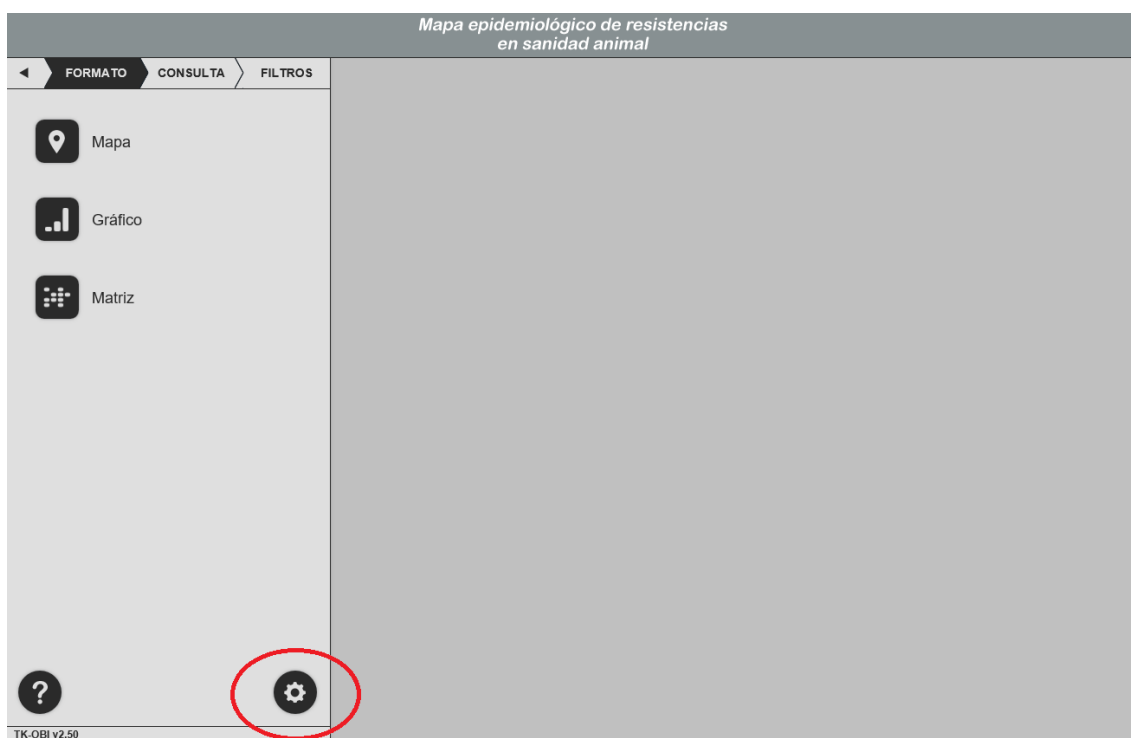 Mapa epidemiológico de resistencias
en sanidad animal
FORMATO CONSULTA FILTROS
Mapa
Gráfico
Matriz
?
TK-OBI v2.50